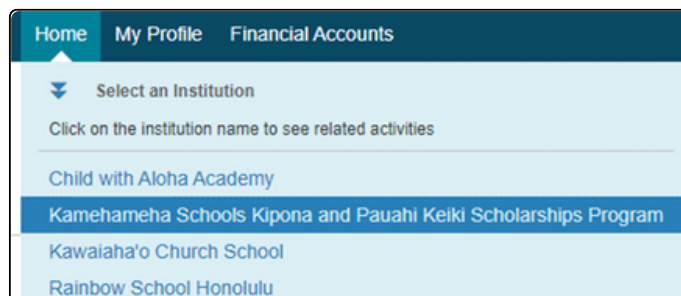 Home My Profile Financial Accounts
Select an Institution
Click on the institution name to see related activities
Child with Aloha Academy
Kamehameha Schools Kipona and Pauahi Keiki Scholarships Program
Kawaiaha'o Church School
Rainbow School Honolulu